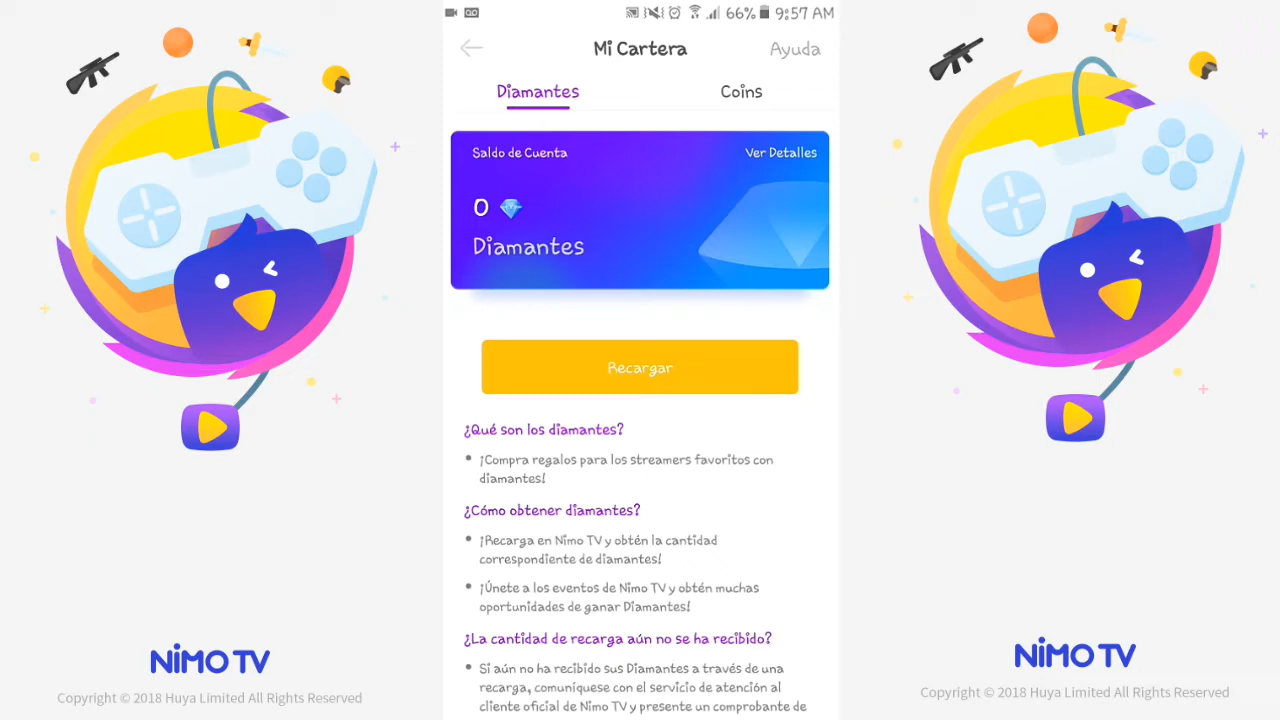 66% 9:57 AM
Mi Cartera
Ayuda
Diamantes
Coins
Saldo de Cuenta
Ver Detalles
0
Diamantes
Recargar
¿Qué son los diamantes?
• ¡Compra regalos para los streamers favoritos con
diamantes!
¿Cómo obtener diamantes?
• ¡Recarga en Nimo TV y obtén la cantidad
correspondiente de diamantes!
• ¡Únete a los eventos de Nimo TV y obtén muchas
oportunidades de ganar Diamantes!
¿La cantidad de recarga aún no se ha recibido?
• Si aún no ha recibido sus Diamantes a través de una
recarga, comuníquese con el servicio de atención al
cliente oficial de Nimo TV y presente un comprobante de
NIMO TV
Copyright © 2018 Huya Limited All Rights Reserved
NIMO TV
Copyright © 2018 Huya Limited All Rights Reserved